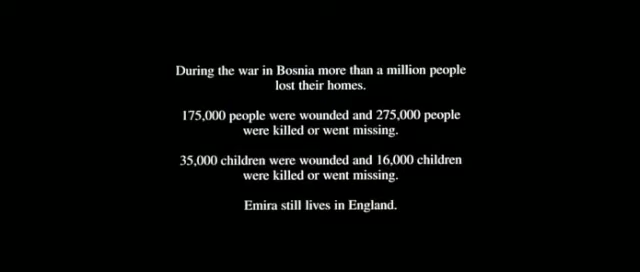 During the war in Bosnia more than a million people
lost their homes.
175,000 people were wounded and 275,000 people
were killed or went missing.
35,000 children were wounded and 16,000 children
were killed or went missing.
Emira still lives in England.